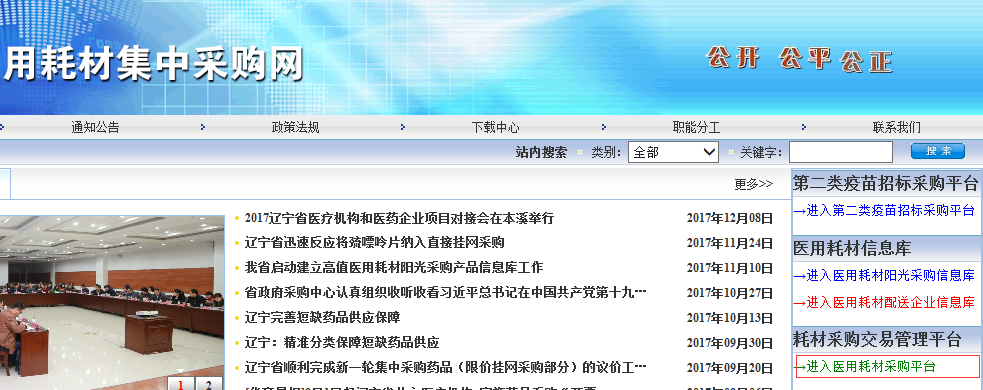 用耗材集中采购网
公开 公平 公正
通知公告 政策法规 下载中心 职能分工 联系我们
站内搜索 类别: 全部 关键字: 搜 索
更多>>
2017辽宁省医疗机构和医药企业项目对接会在本溪举行 2017年12月08日
辽宁省迅速反应将巯嘌呤片纳入直接挂网采购 2017年11月24日
我省启动建立高值医用耗材阳光采购产品信息库工作 2017年11月10日
省政府采购中心认真组织收听收看习近平总书记在中国共产党第十九… 2017年10月27日
辽宁完善短缺药品供应保障 2017年10月13日
辽宁：精准分类保障短缺药品供应 2017年09月30日
辽宁省顺利完成新一轮集中采购药品（限价挂网采购部分）的议价工… 2017年09月20日
1 2
第二类疫苗招标采购平台
→进入第二类疫苗招标采购平台
医用耗材信息库
→进入医用耗材阳光采购信息库
→进入医用耗材配送企业信息库
耗材采购交易管理平台
→进入医用耗材采购平台